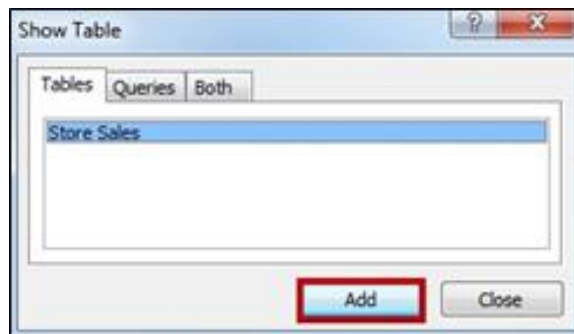 Show Table
Tables Queries Both
Store Sales
Add Close